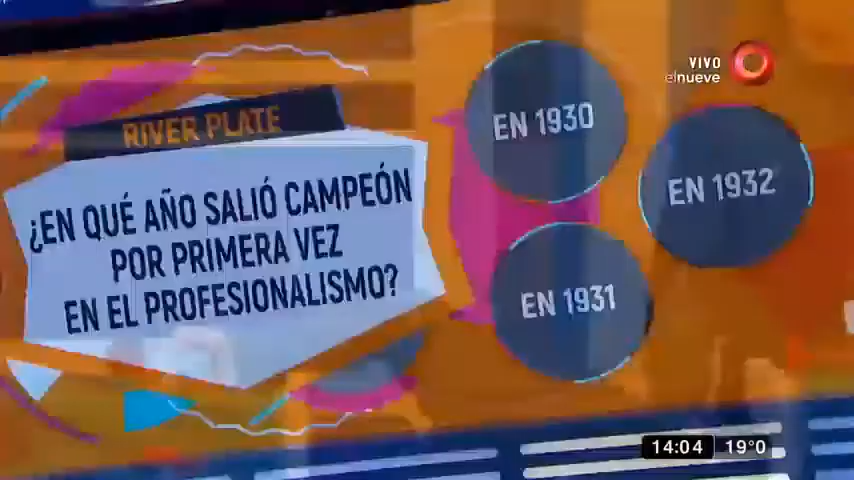 VIVO
elnueve
RIVER PLATE
¿EN QUÉ AÑO SALIÓ CAMPEÓN
POR PRIMERA VEZ
EN EL PROFESIONALISMO?
EN 1930
EN 1932
EN 1931
14:04 19°0